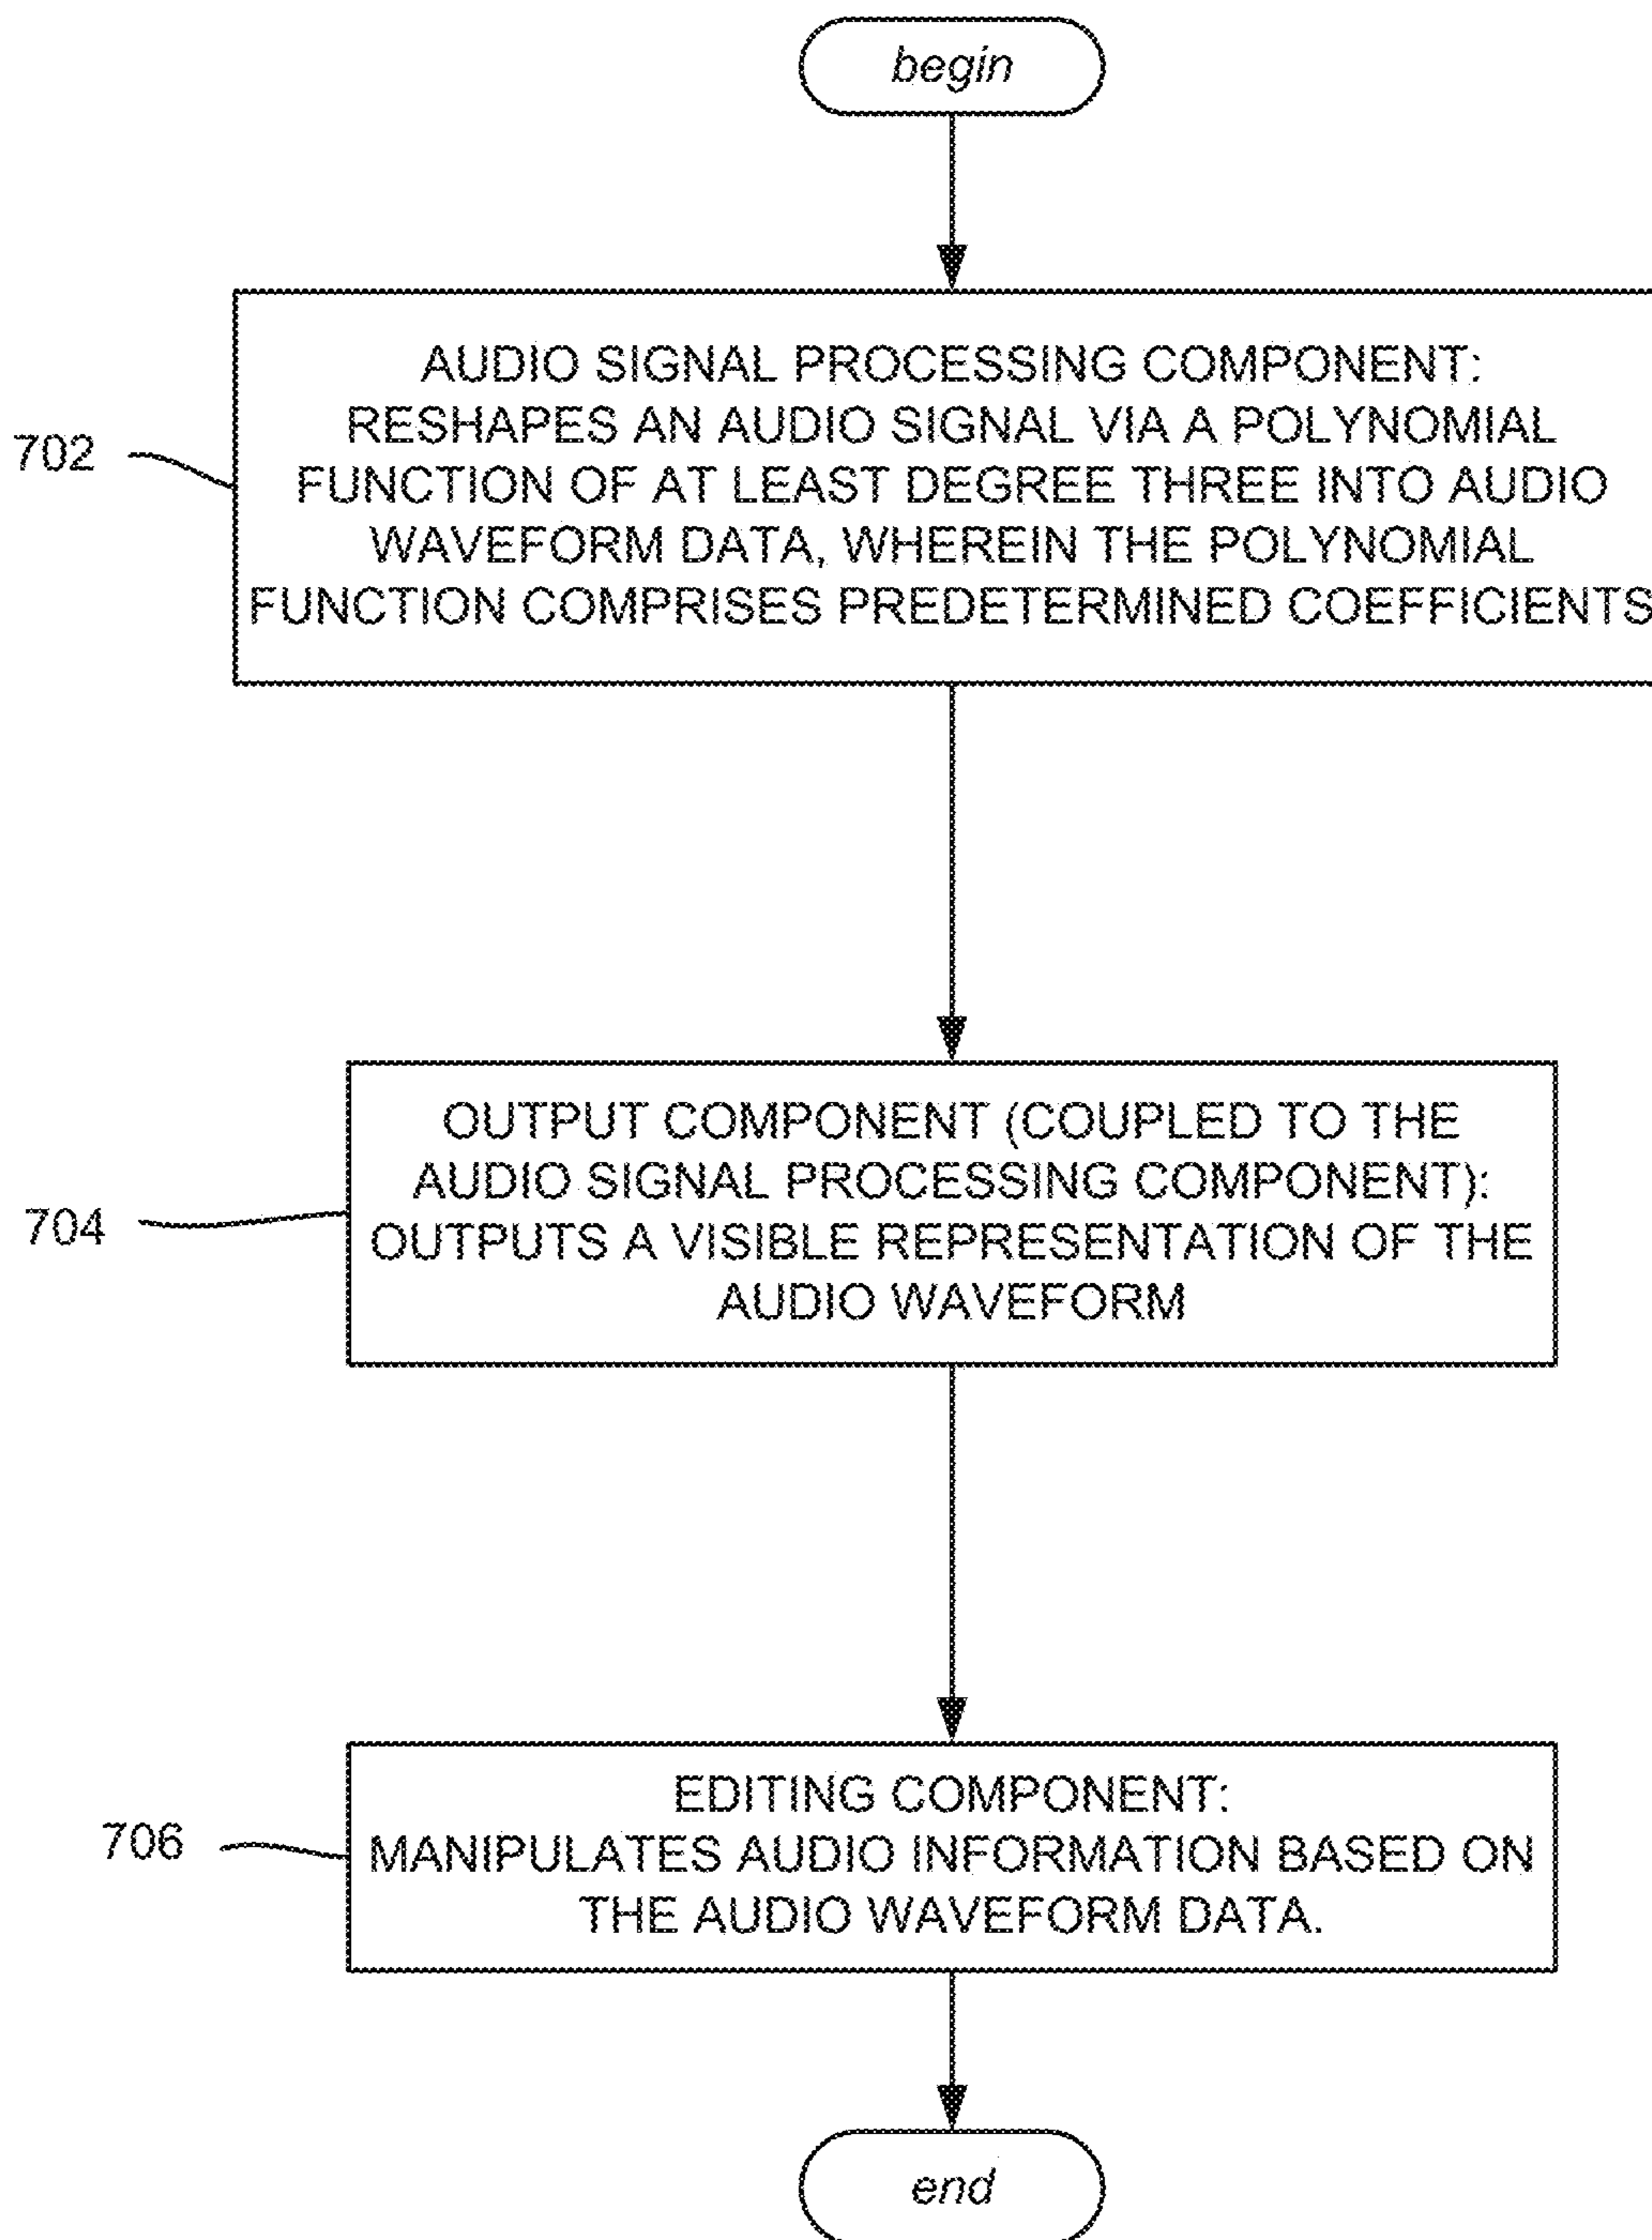 begin
AUDIO SIGNAL PROCESSING COMPONENT:
RESHAPES AN AUDIO SIGNAL VIA A POLYNOMIAL
702
FUNCTION OF AT LEAST DEGREE THREE INTO AUDIO
WAVEFORM DATA, WHEREIN THE POLYNOMIAL
FUNCTION COMPRISES PREDETERMINED COEFFICIENTS
OUTPUT COMPONENT (COUPLED TO THE
AUDIO SIGNAL PROCESSING COMPONENT):
704
OUTPUTS A VISIBLE REPRESENTATION OF THE
AUDIO WAVEFORM
EDITING COMPONENT:
706
MANIPULATES AUDIO INFORMATION BASED ON
THE AUDIO WAVEFORM DATA.
end